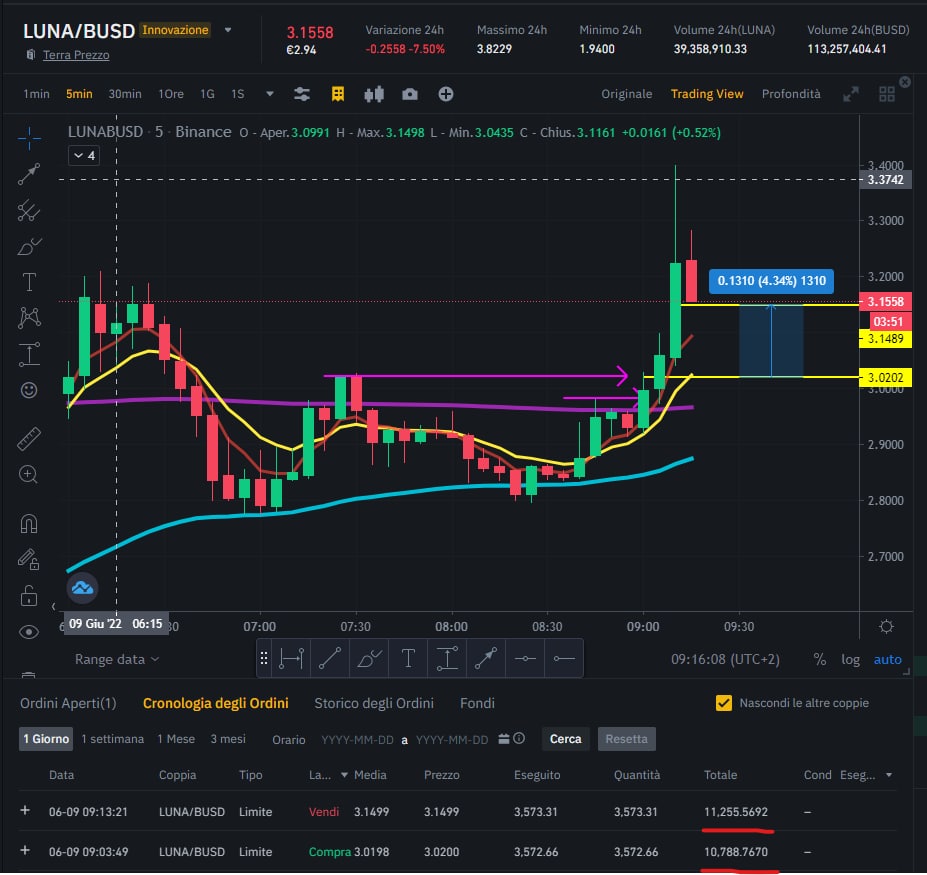 LUNA/BUSD Innovazione
Terra Prezzo
3.1558
€2.94
Variazione 24h
-0.2558 -7.50%
Massimo 24h
3.8229
Minimo 24h
1.9400
Volume 24h(LUNA)
39,358,910.33
Volume 24h(BUSD)
113,257,404.41
1min 5min 30min 1Ore 1G 1S
Originale Trading View Profondità
LUNABUSD · 5 · Binance O - Aper.3.0991 H - Max.3.1498 L - Min.3.0435 C - Chius.3.1161 +0.0161 (+0.52%)
4
3.4000
3.3742
3.3000
3.2000
0.1310 (4.34%) 1310
3.1558
03:51
3.1489
3.0202
3.0000
2.9000
2.8000
2.7000
09 Giu '22 06:15
07:00 07:30 08:00 08:30 09:00 09:30
Range data
09:16:08 (UTC+2) % log auto
Ordini Aperti(1) Cronologia degli Ordini Storico degli Ordini Fondi
Nascondi le altre coppie
1 Giorno 1 settimana 1 Mese 3 mesi Orario YYYY-MM-DD a YYYY-MM-DD Cerca Resetta
Data Coppia Tipo La... Media Prezzo Eseguito Quantità Totale Cond Eseg...
+ 06-09 09:13:21 LUNA/BUSD Limite Vendi 3.1499 3.1499 3,573.31 3,573.31 11,255.5692 –
+ 06-09 09:03:49 LUNA/BUSD Limite Compra 3.0198 3.0200 3,572.66 3,572.66 10,788.7670 –